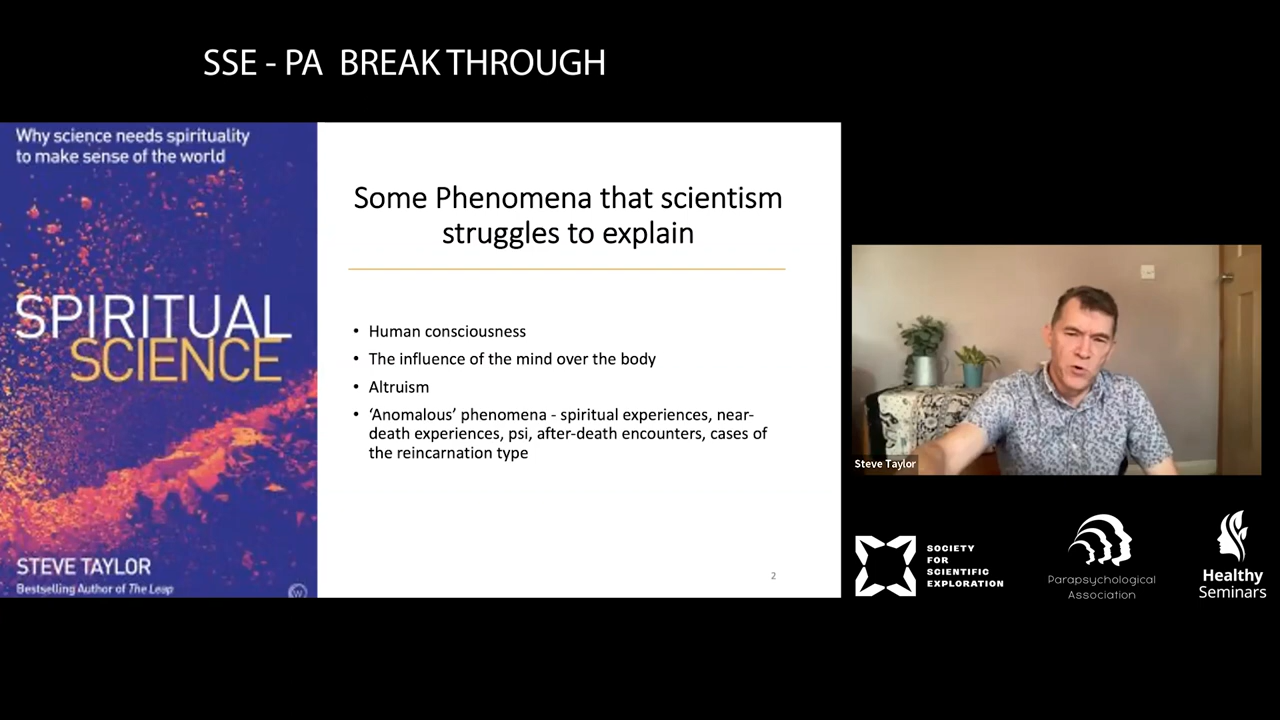 SSE - PA BREAK THROUGH
Why science needs spirituality
to make sense of the world
SPIRITUAL
SCIENCE
STEVE TAYLOR
Bestselling Author of The Leap
Some Phenomena that scientism
struggles to explain
• Human consciousness
• The influence of the mind over the body
• Altruism
• ‘Anomalous’ phenomena - spiritual experiences, near-
death experiences, psi, after-death encounters, cases of
the reincarnation type
2
Steve Taylor
SOCIETY
FOR
SCIENTIFIC
EXPLORATION
Parapsychological
Association
Healthy
Seminars